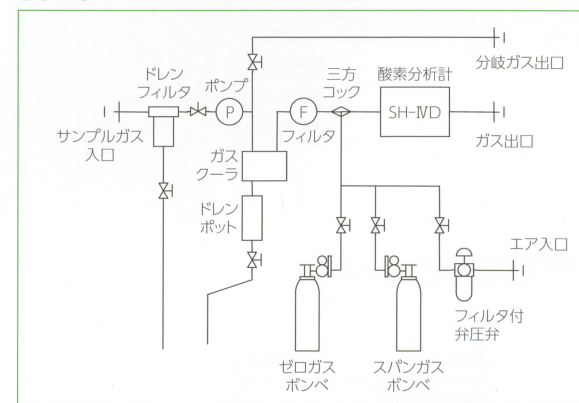 分岐ガス出口
ドレン
フィルタ
ポンプ
P
三方
コック
酸素分析計
SH-ⅣD
F
フィルタ
ガス出口
サンプルガス
入口
ガス
クーラ
ドレン
ポット
エア入口
フィルタ付
弁圧弁
ゼロガス
ボンベ
スパンガス
ボンベ